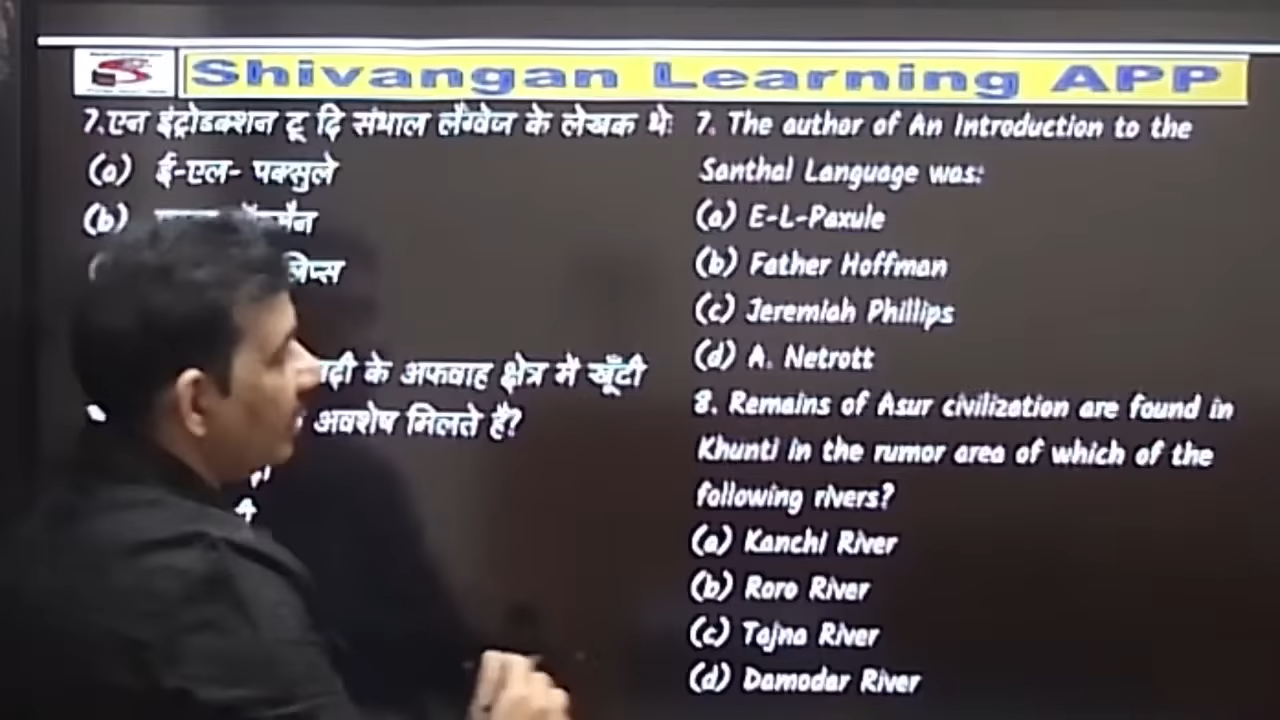 Shivangan Learning APP
7.एन इंट्रोडक्शन टू दि संथाल लैंग्वेज के लेखक थे:
(a) ई-एल- पक्सुले
(b)
7. The author of An Introduction to the
Santhal Language was:
(a) E-L-Paxule
(b) Father Hoffman
(c) Jeremiah Phillips
(d) A. Netrott
के अफवाह क्षेत्र में खूँटी
अवशेष मिलते है?
8. Remains of Asur civilization are found in
Khunti in the rumor area of which of the
following rivers?
(a) Kanchi River
(b) Roro River
(c) Tajna River
(d) Damodar River